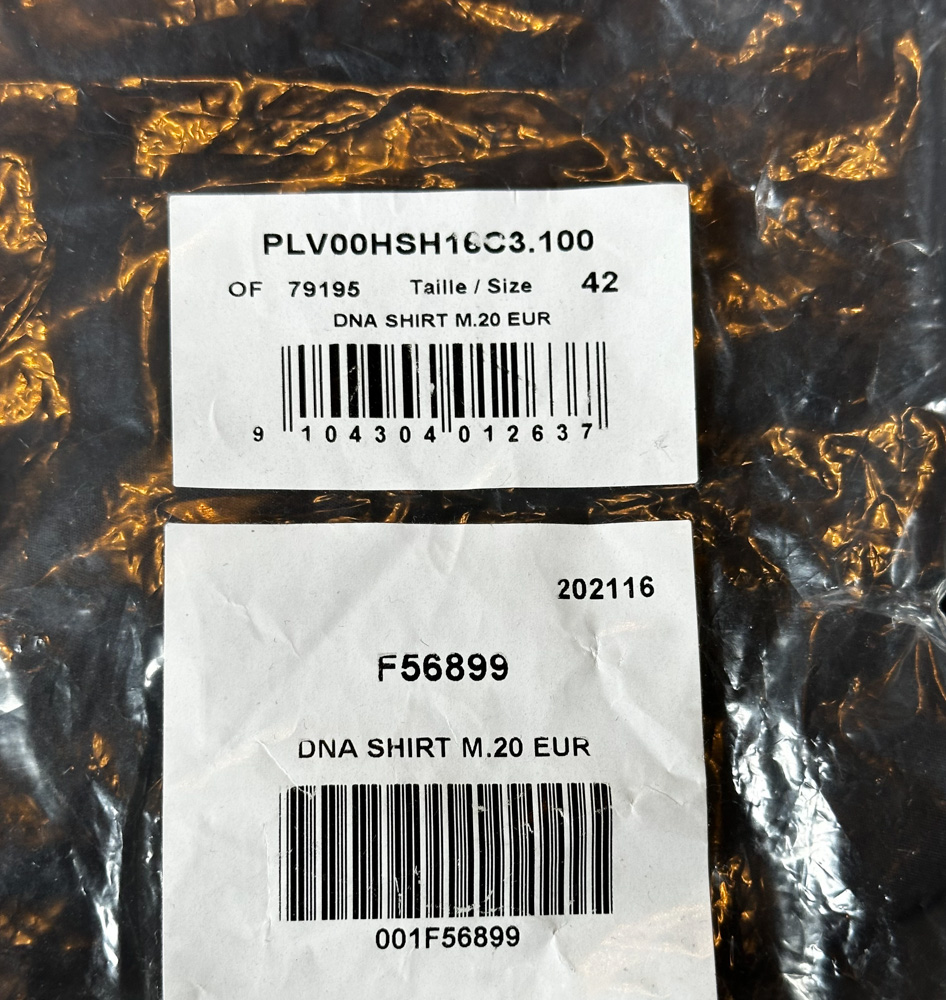 PLV00HSH16C3.100
OF 79195 Taille / Size 42
DNA SHIRT M.20 EUR
9 104304 012637
202116
F56899
DNA SHIRT M.20 EUR
001F56899